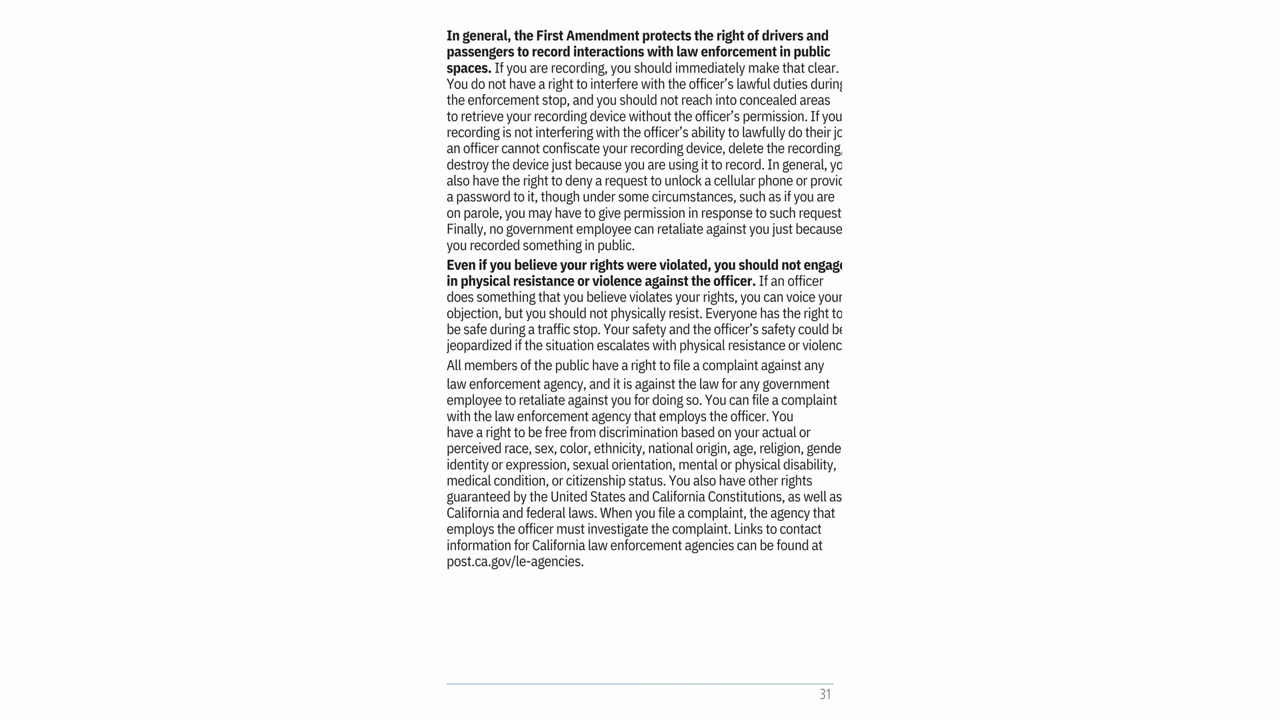 In general, the First Amendment protects the right of drivers and
passengers to record interactions with law enforcement in public
spaces. If you are recording, you should immediately make that clear.
You do not have a right to interfere with the officer's lawful duties during
the enforcement stop, and you should not reach into concealed areas
to retrieve your recording device without the officer's permission. If you
recording is not interfering with the officer's ability to lawfully do their
an officer cannot confiscate your recording device, delete the recording,
destroy the device just because you are using it to record. In general,
also have the right to deny a request to unlock a cellular phone or
a password to it, though under some circumstances, such as if you are
on parole, you may have to give permission in response to such request
Finally, no government employee can retaliate against you just because
you recorded something in public.
Even if you believe your rights were violated, you should not engage
in physical resistance or violence against the officer. If an officer
does something that you believe violates your rights, you can voice your
objection, but you should not physically resist. Everyone has the right to
be safe during a traffic stop. Your safety and the officer's safety could be
jeopardized if the situation escalates with physical resistance or
All members of the public have a right to file a complaint against any
law enforcement agency, and it is against the law for any government
employee to retaliate against you for doing so. You can file a complaint
with the law enforcement agency that employs the officer. You
have a right to be free from discrimination based on your actual or
perceived race, sex, color, ethnicity, national origin, age, religion,
identity or expression, sexual orientation, mental or physical disability,
medical condition, or citizenship status. You also have other rights
guaranteed by the United States and California Constitutions, as well as
California and federal laws. When you file a complaint, the agency that
employs the officer must investigate the complaint. Links to contact
information for California law enforcement agencies can be found at
post.ca.gov/le-agencies.
31